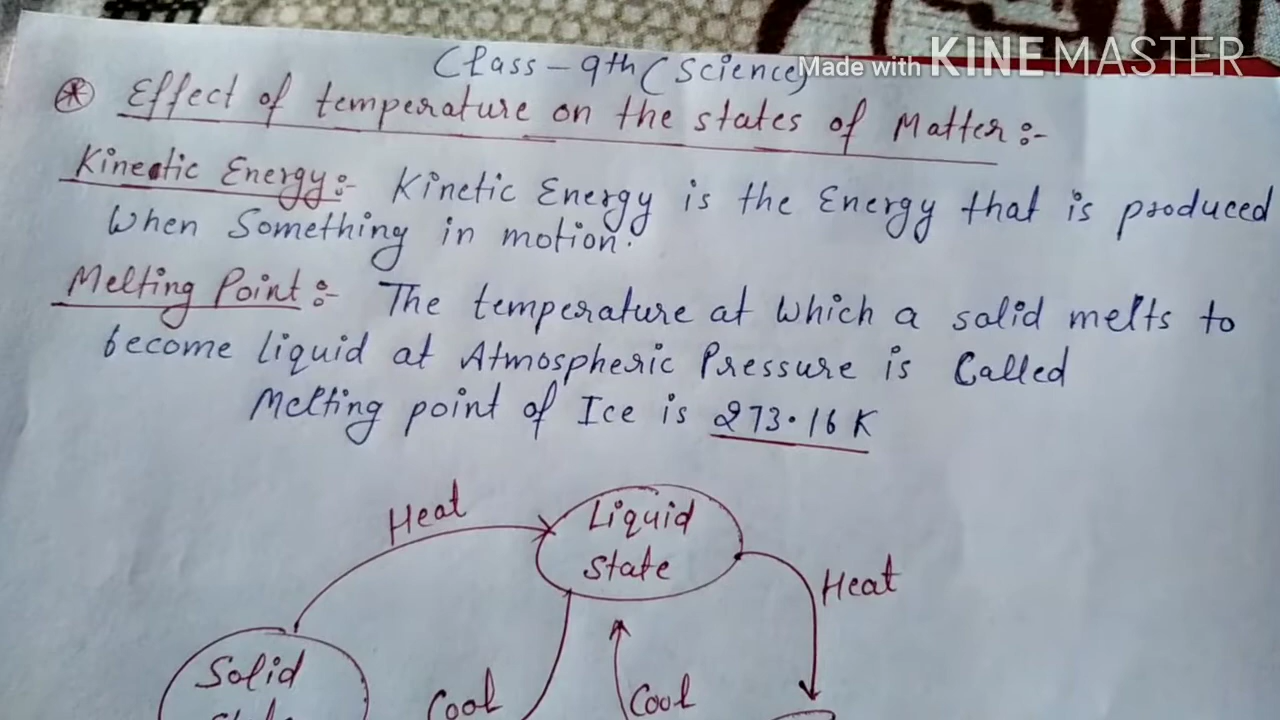 Class - 9th (Science)
Made with KINEMASTER
* Effect of temperature on the states of Matter :-
Kinectic Energy :- Kinetic Energy is the Energy that is produced
When Something in motion.
Melting Point :- The temperature at which a solid melts to
become liquid at Atmospheric Pressure is Called
Melting point of Ice is 273.16 K
Heat
Liquid
State
Heat
Solid
Cool
Cool